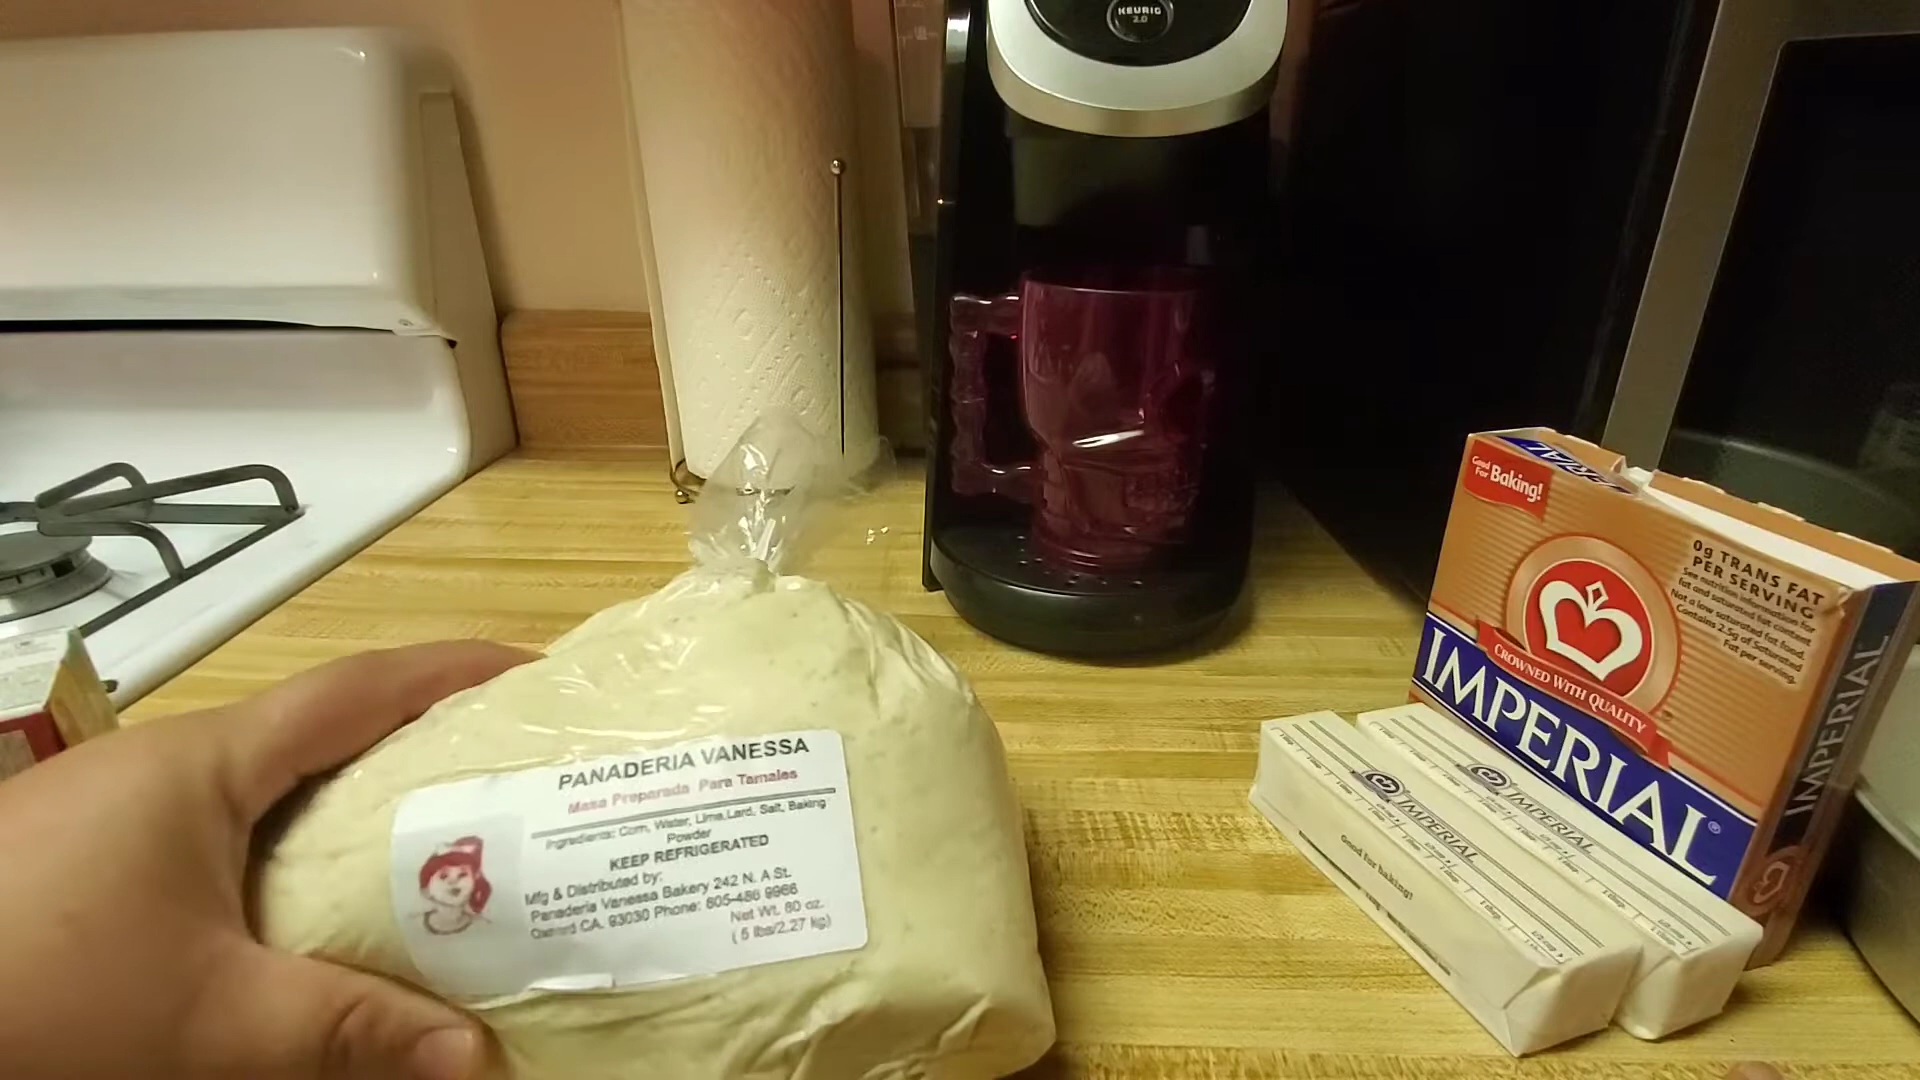 KEURIG
2.0
PANADERIA VANESSA
Masa Preparada Para Tamales
Ingredients: Corn, Water, Lime, Lard, Salt, Baking
Powder
KEEP REFRIGERATED
Mfg & Distributed by:
Panaderia Vanessa Bakery 242 N. A St.
Oxnard CA. 93030 Phone: 805-486 9966
Net Wt. 80 oz.
( 5 lbs/2.27 kg)
Good
For Baking!
0g TRANS FAT
PER SERVING
See nutrition information for
fat and saturated fat content
Not a low saturated fat food.
Contains 2.5g of Saturated
Fat per serving.
CROWNED WITH QUALITY
IMPERIAL®
IMPERIAL
IMPERIAL
IMPERIAL
Good for baking!